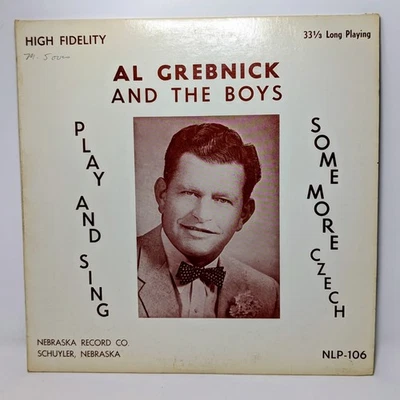 HIGH FIDELITY
33⅓ Long Playing
AL GREBNICK
AND THE BOYS
PLAY AND SING
SOME MORE CZECH
NEBRASKA RECORD CO.
SCHUYLER, NEBRASKA
NLP-106